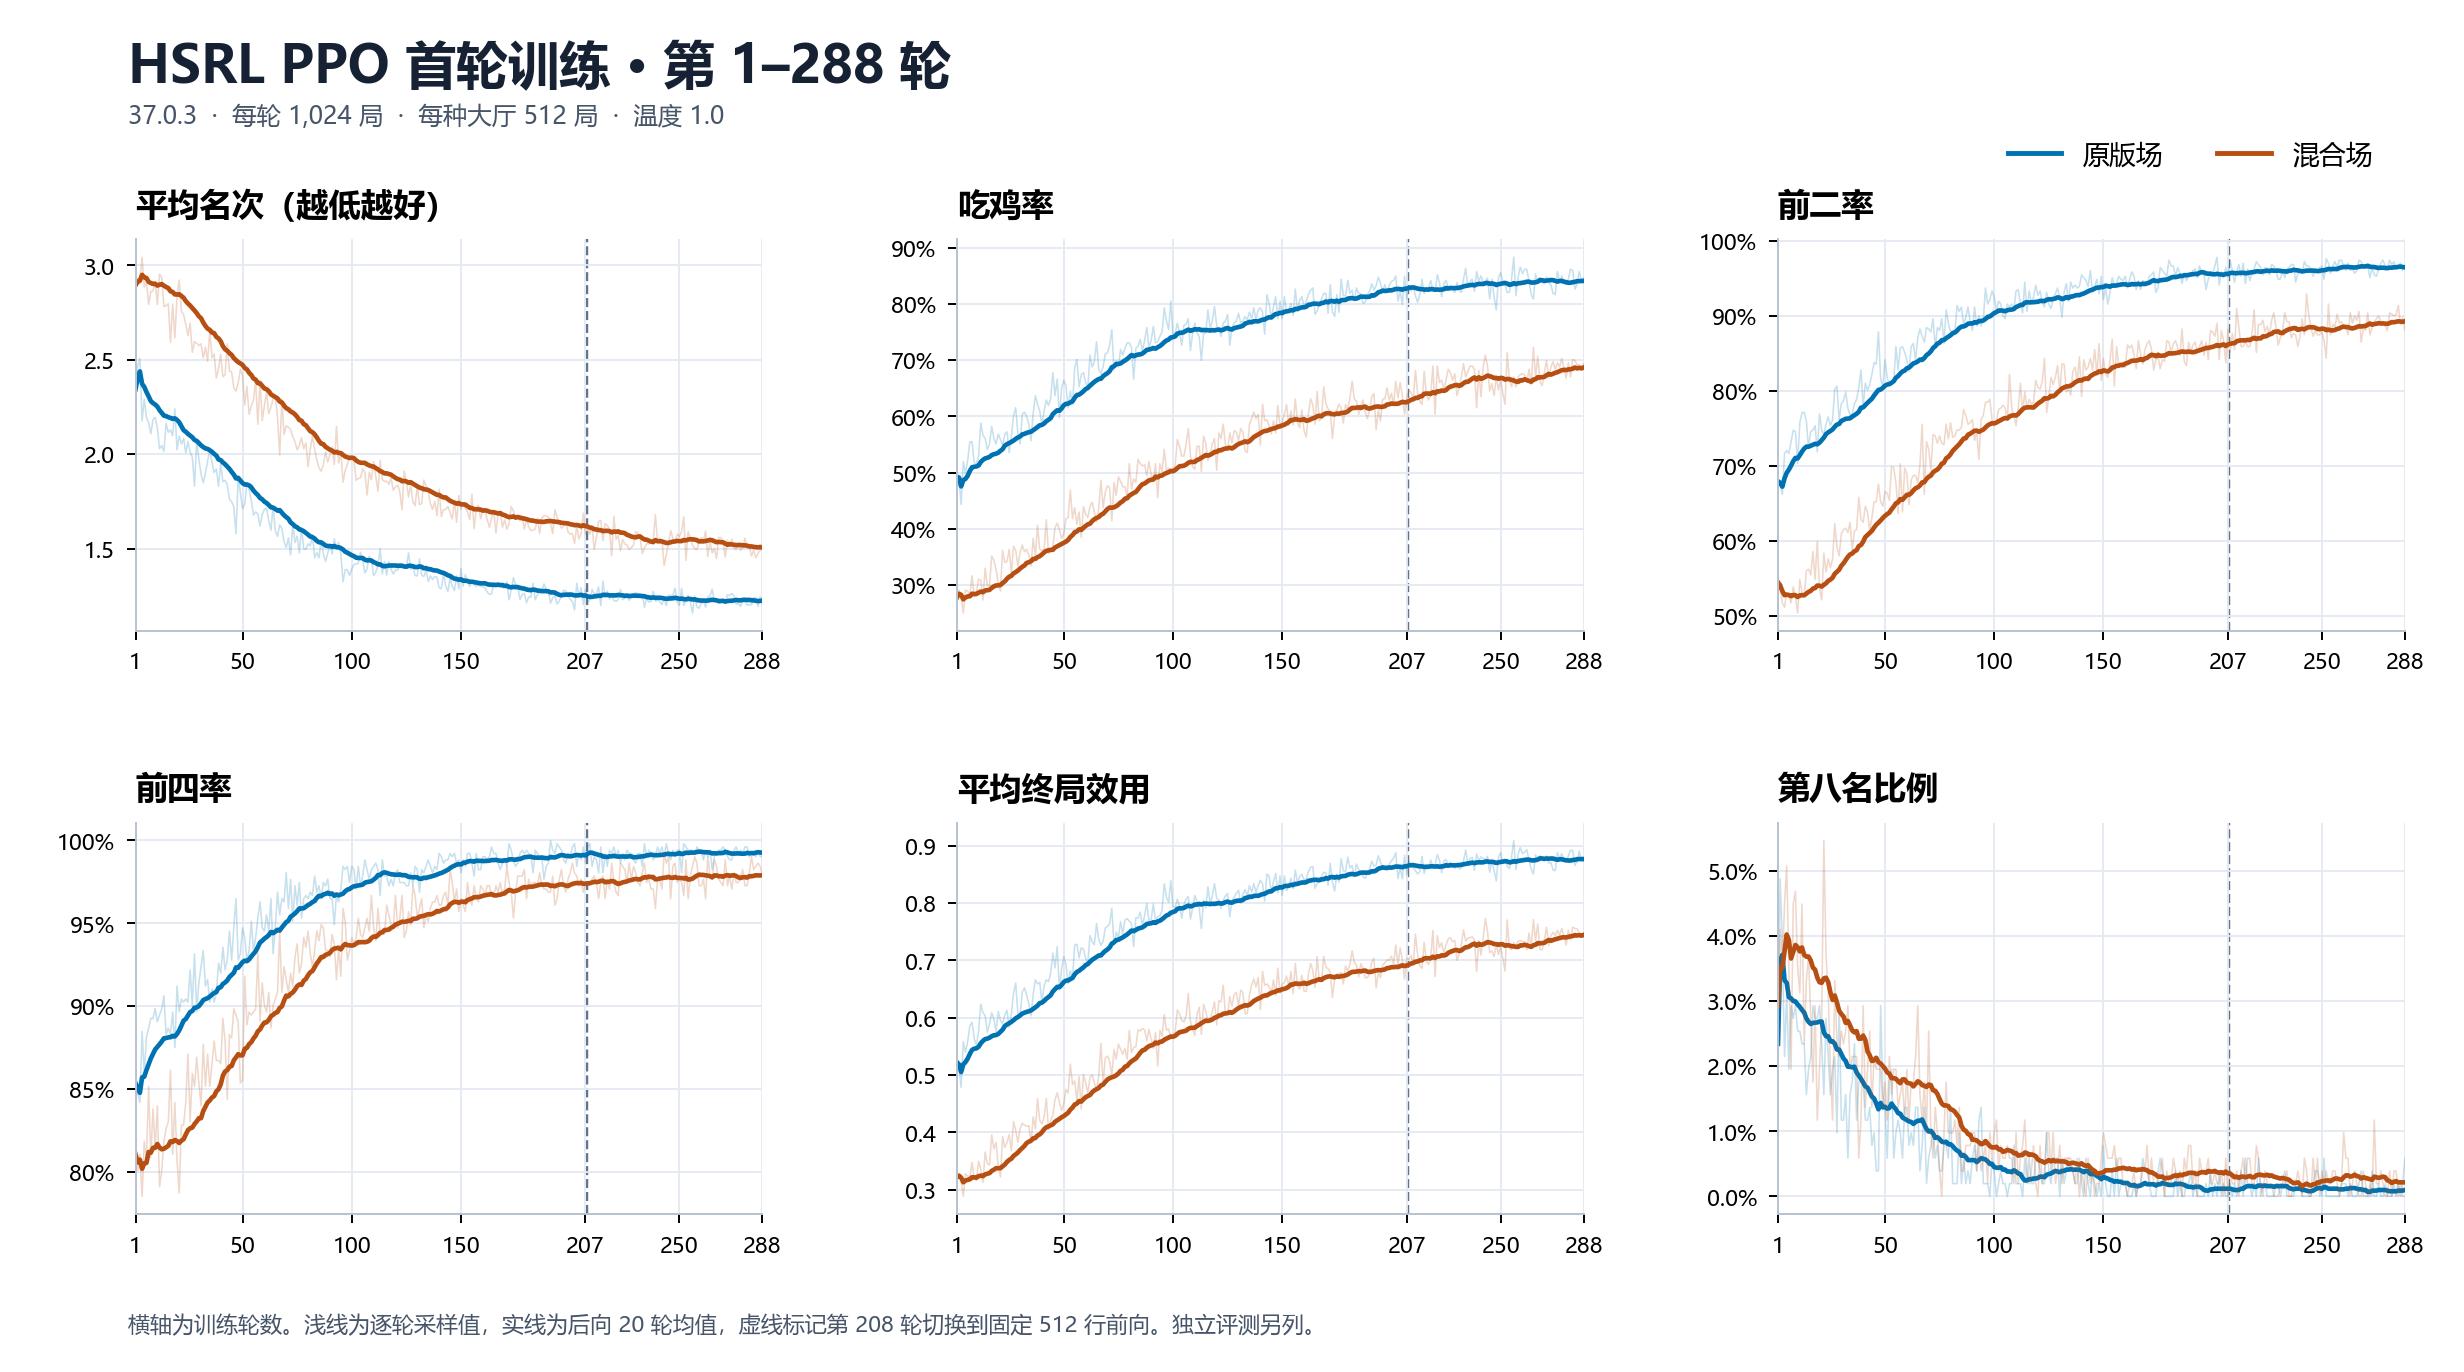 HSRL PPO 首轮训练 • 第 1–288 轮
37.0.3 · 每轮 1,024 局 · 每种大厅 512 局 · 温度 1.0
原版场 混合场
平均名次（越低越好）
3.0
2.5
2.0
1.5
1 50 100 150 207 250 288
吃鸡率
90%
80%
70%
60%
50%
40%
30%
1 50 100 150 207 250 288
前二率
100%
90%
80%
70%
60%
50%
1 50 100 150 207 250 288
前四率
100%
95%
90%
85%
80%
1 50 100 150 207 250 288
平均终局效用
0.9
0.8
0.7
0.6
0.5
0.4
0.3
1 50 100 150 207 250 288
第八名比例
5.0%
4.0%
3.0%
2.0%
1.0%
0.0%
1 50 100 150 207 250 288
横轴为训练轮数。浅线为逐轮采样值，实线为后向 20 轮均值，虚线标记第 208 轮切换到固定 512 行前向。独立评测另列。